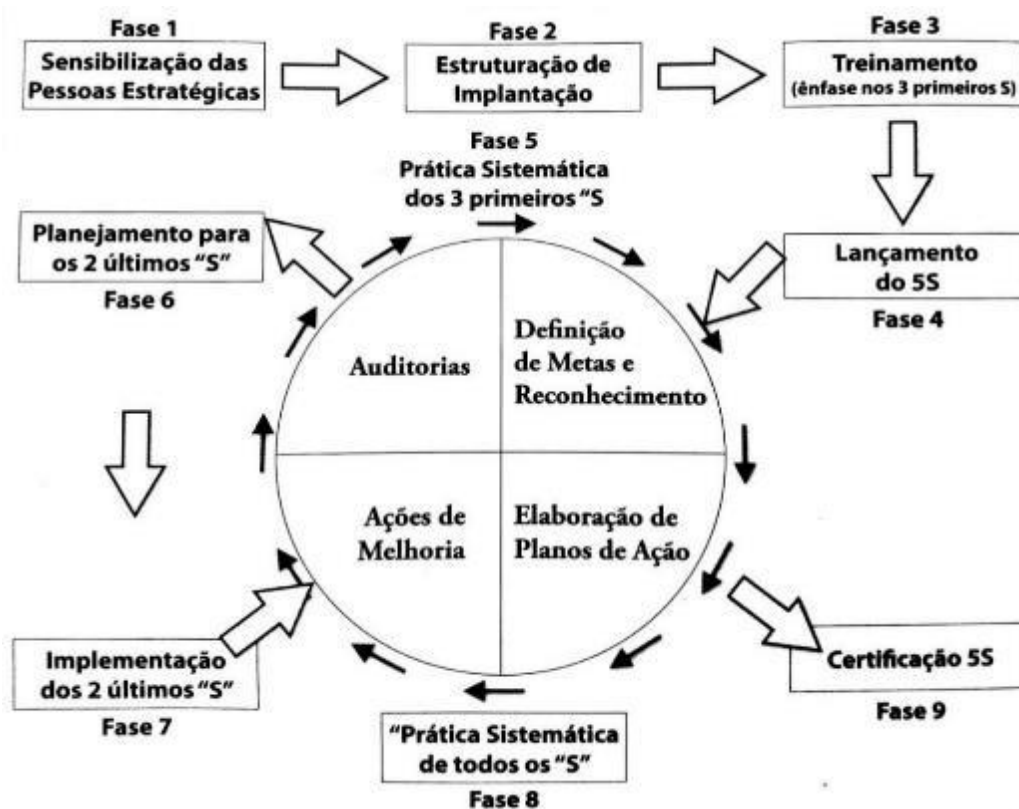 Fase 1
Sensibilização das
Pessoas Estratégicas
Fase 2
Estruturação de
Implantação
Fase 3
Treinamento
(ênfase nos 3 primeiros S)
Fase 5
Prática Sistemática
dos 3 primeiros “S
Planejamento para
os 2 últimos “S”
Fase 6
Lançamento
do 5S
Fase 4
Auditorias
Definição
de Metas e
Reconhecimento
Ações de
Melhoria
Elaboração de
Planos de Ação
Implementação
dos 2 últimos “S”
Fase 7
Certificação 5S
Fase 9
“Prática Sistemática
de todos os “S”
Fase 8